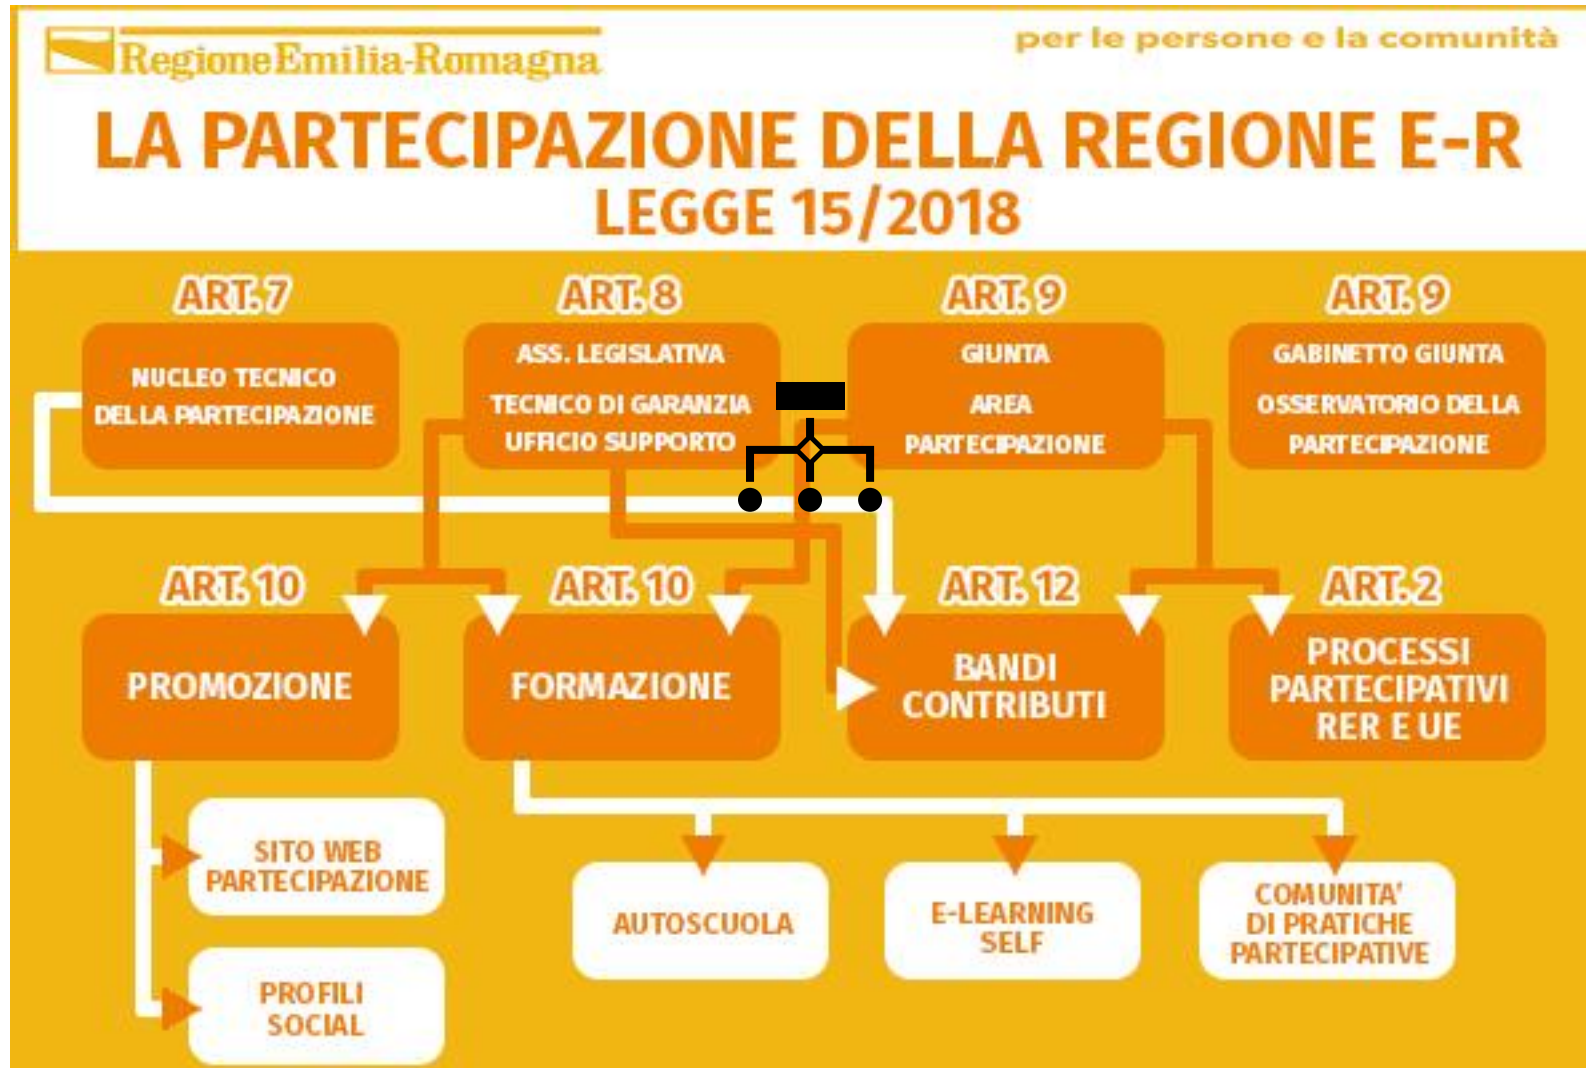 RegioneEmilia-Romagna
per le persone e la comunità
LA PARTECIPAZIONE DELLA REGIONE E-R
LEGGE 15/2018
ART. 7
NUCLEO TECNICO
DELLA PARTECIPAZIONE
ART. 8
ASS. LEGISLATIVA
TECNICO DI GARANZIA
UFFICIO SUPPORTO
ART. 9
GIUNTA
AREA
PARTECIPAZIONE
ART. 9
GABINETTO GIUNTA
OSSERVATORIO DELLA
PARTECIPAZIONE
ART. 10
PROMOZIONE
ART. 10
FORMAZIONE
ART. 12
BANDI
CONTRIBUTI
ART. 2
PROCESSI
PARTECIPATIVI
RER E UE
SITO WEB
PARTECIPAZIONE
PROFILI
SOCIAL
AUTOSCUOLA
E-LEARNING
SELF
COMUNITA'
DI PRATICHE
PARTECIPATIVE